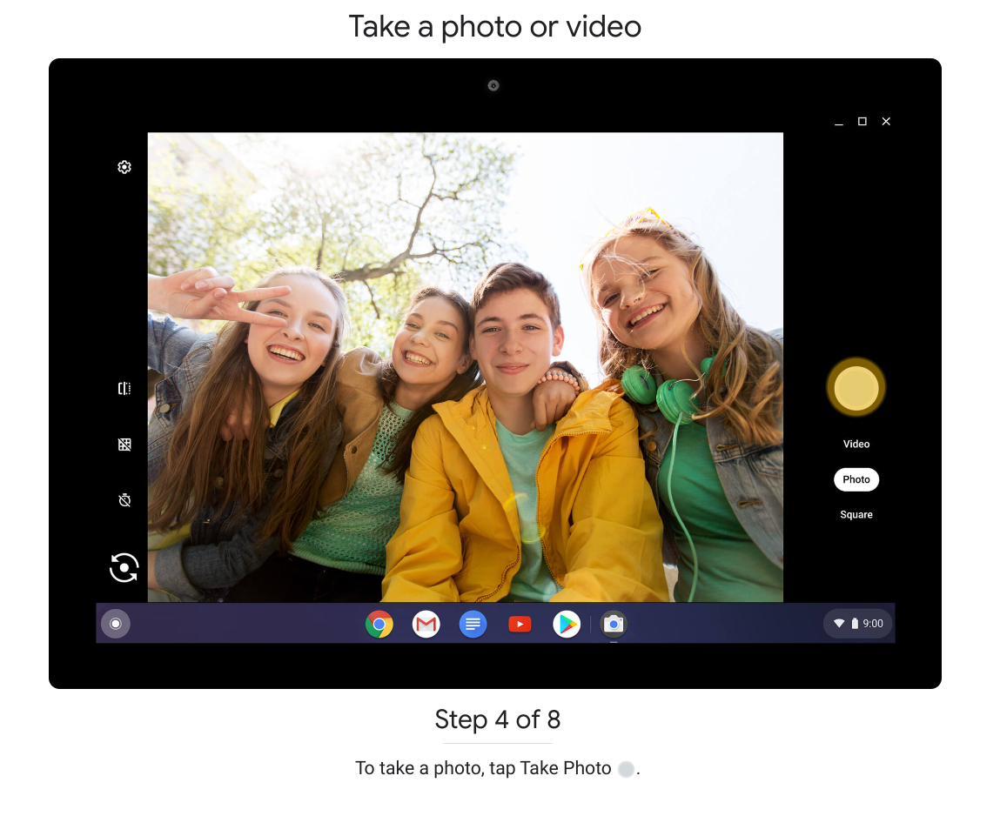 Take a photo or video
Video
Photo
Square
9:00
Step 4 of 8
To take a photo, tap Take Photo .